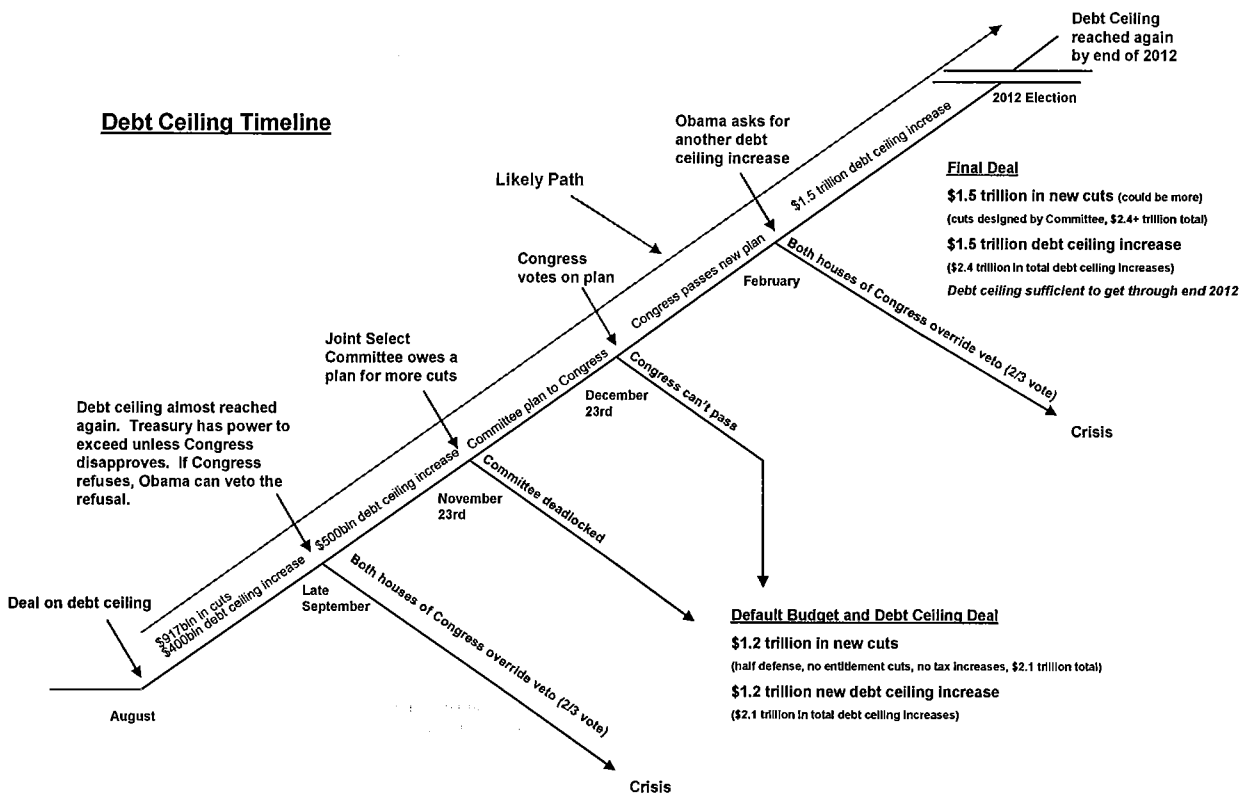 Debt Ceiling Timeline
Debt Ceiling
reached again
by end of 2012
2012 Election
Obama asks for
another debt
ceiling increase
$1.5 trillion debt ceiling increase
Likely Path
Final Deal
$1.5 trillion in new cuts (could be more)
(cuts designed by Committee, $2.4+ trillion total)
$1.5 trillion debt ceiling increase
($2.4 trillion in total debt ceiling increases)
Debt ceiling sufficient to get through end 2012
Congress
votes on plan
Congress passes new plan
February
Both houses of Congress override veto (2/3 vote)
Crisis
Joint Select
Committee owes a
plan for more cuts
Committee plan to Congress
December
23rd
Congress can't pass
Debt ceiling almost reached
again. Treasury has power to
exceed unless Congress
disapproves. If Congress
refuses, Obama can veto the
refusal.
$500bln debt ceiling increase
November
23rd
Committee deadlocked
Deal on debt ceiling
$917bln in cuts
$400bln debt ceiling increase
Late
September
Both houses of Congress override veto (2/3 vote)
Crisis
August
Default Budget and Debt Ceiling Deal
$1.2 trillion in new cuts
(half defense, no entitlement cuts, no tax increases, $2.1 trillion total)
$1.2 trillion new debt ceiling increase
($2.1 trillion in total debt ceiling increases)